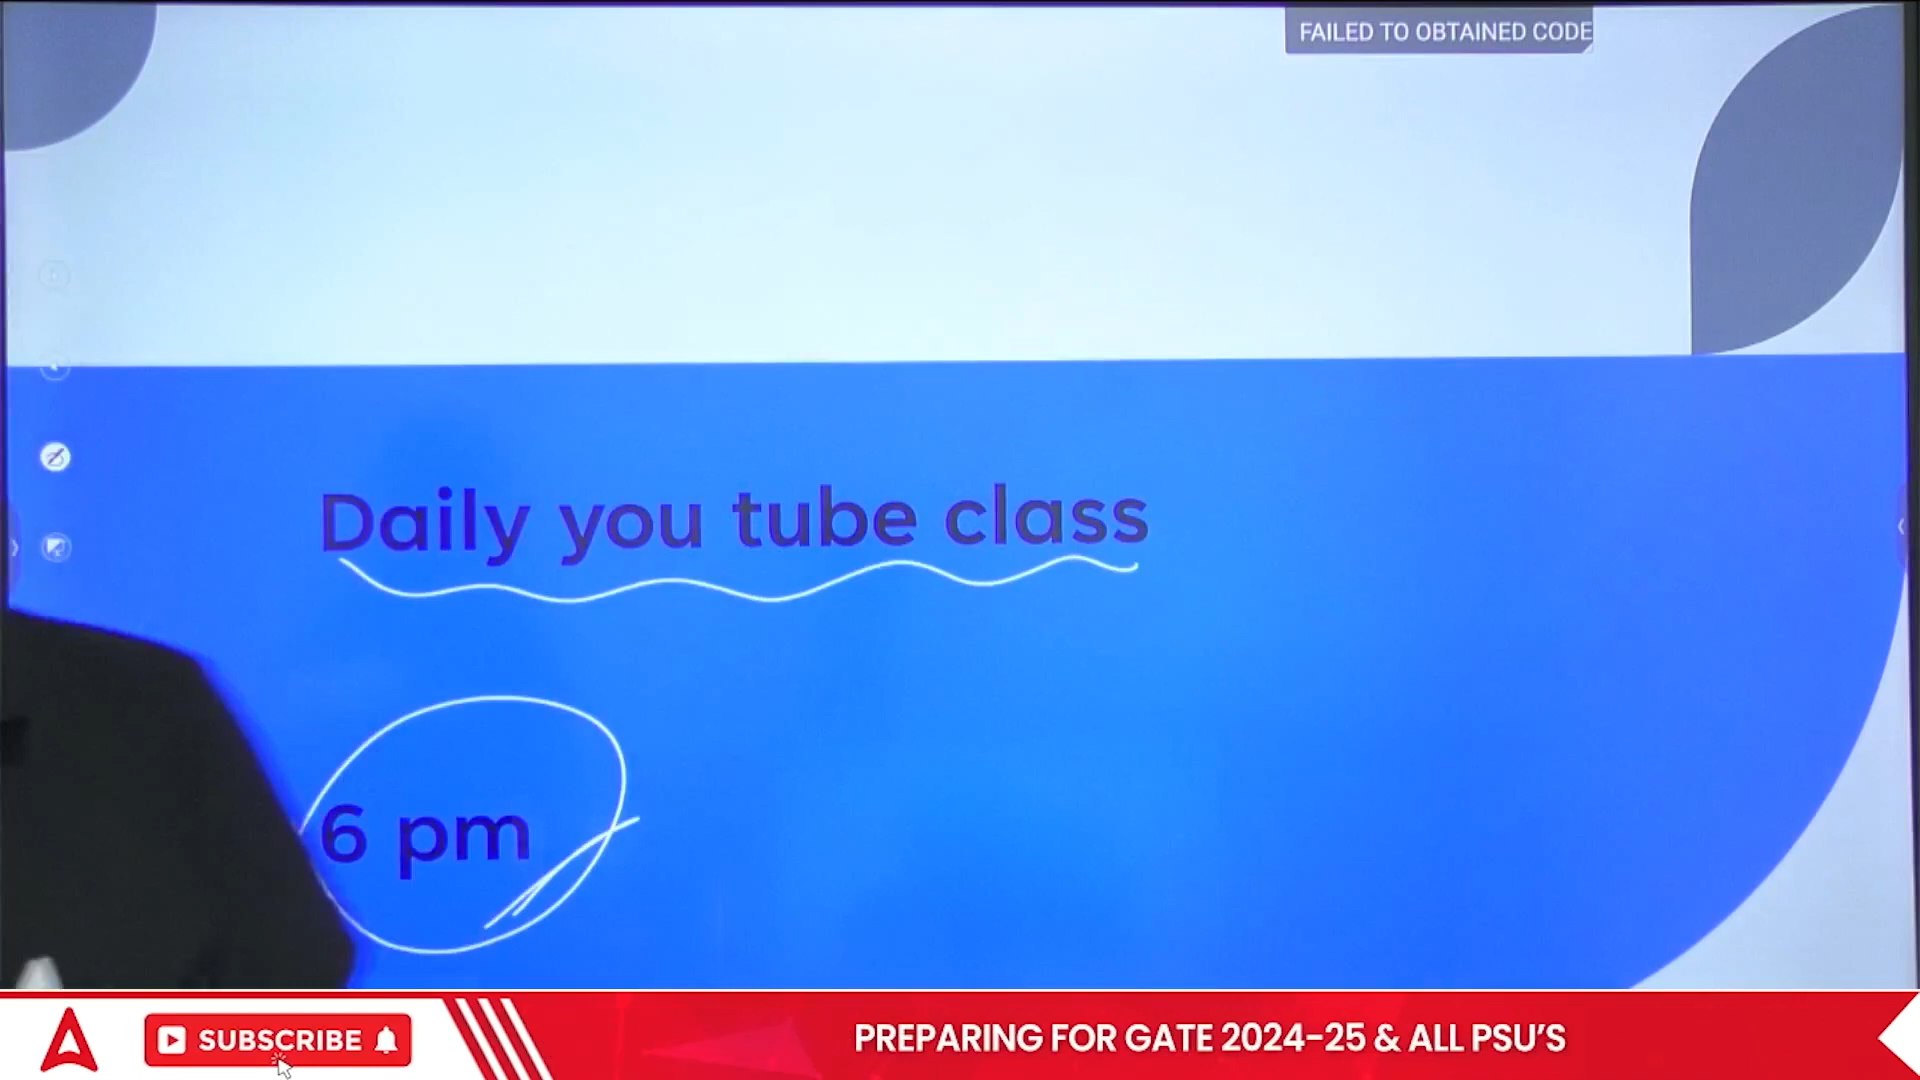 FAILED TO OBTAINED CODE
Daily you tube class
6 pm
SUBSCRIBE
PREPARING FOR GATE 2024-25 & ALL PSU'S